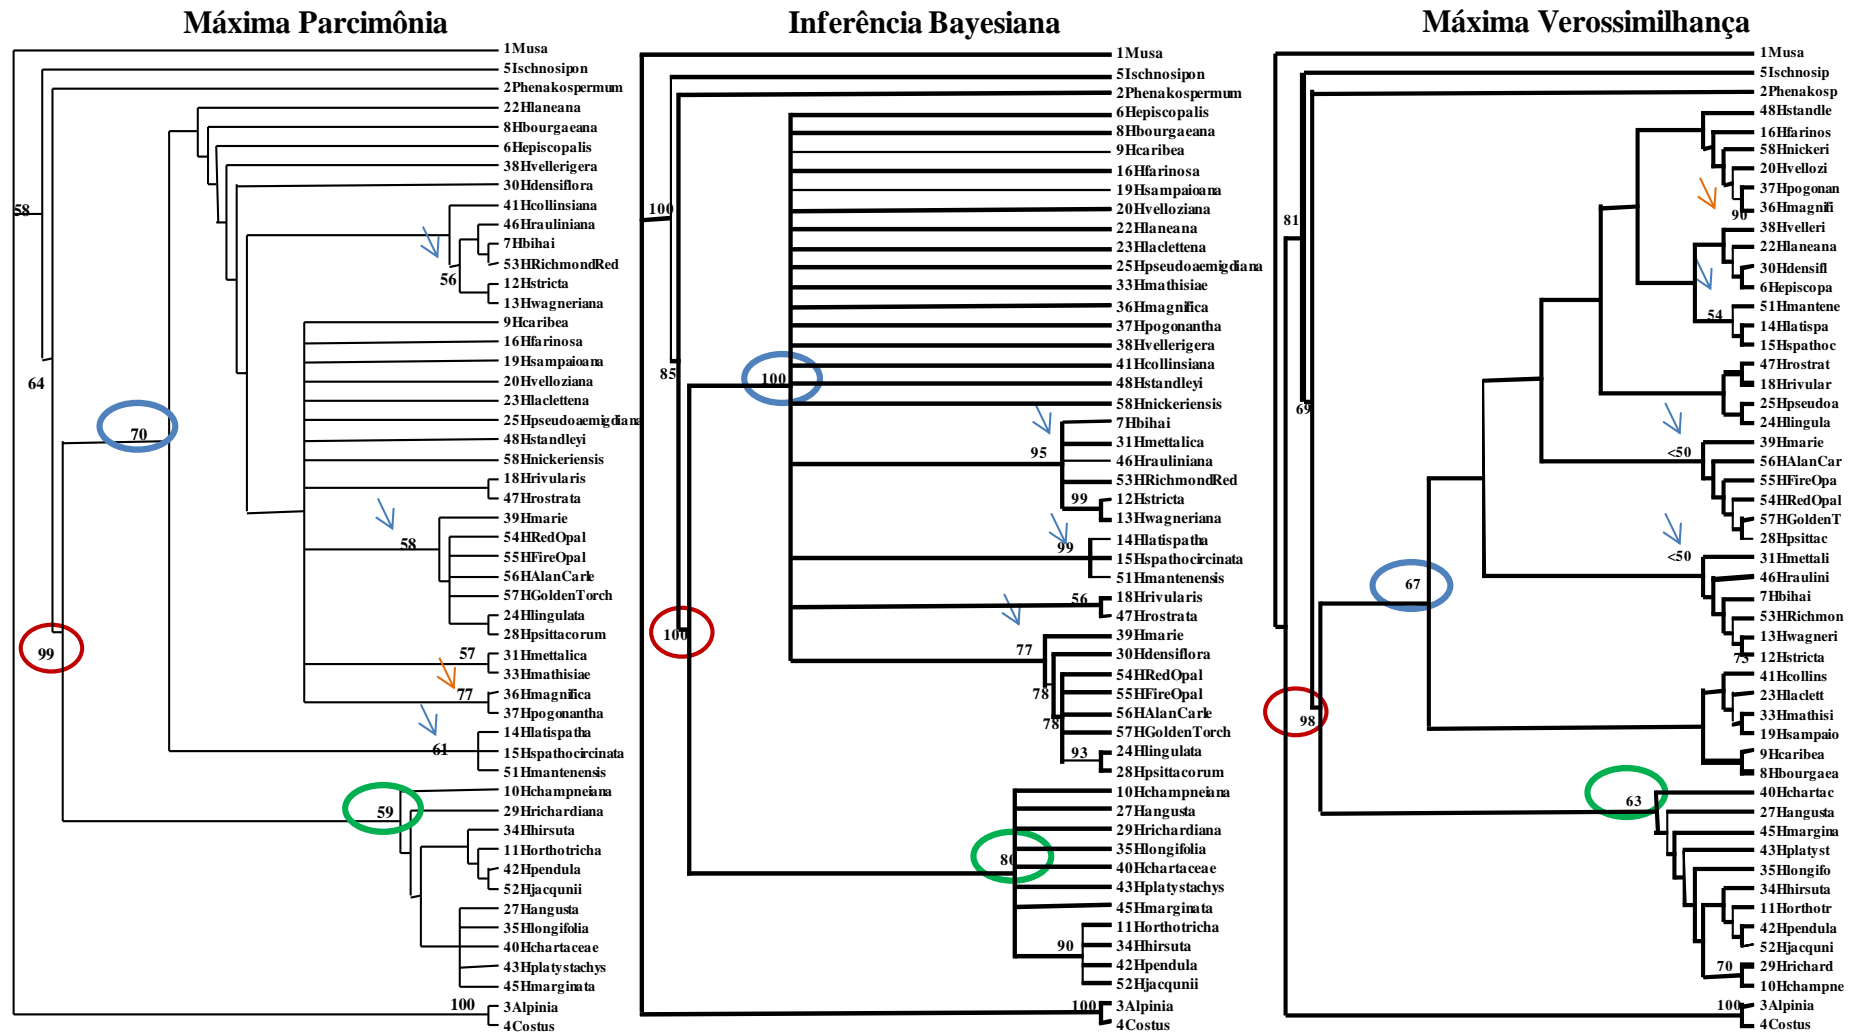 Máxima Parcimônia
1Musa
5Ischnosipon
2Phenakospermum
22Hlaneana
8Hbourgaeana
6Hepiscopalis
38Hvellerigera
30Hdensiflora
41Hcollinsiana
46Hrauliniana
7Hbihai
53HRichmondRed
12Hstricta
13Hwagneriana
9Hcaribea
16Hfarinosa
19Hsampaioana
20Hvelloziana
23Hlaclettena
25Hpseudoaemigdiana
48Hstandleyi
58Hnickeriensis
18Hrivularis
47Hrostrata
39Hmarie
54HRedOpal
55HFireOpal
56HAlanCarle
57HGoldenTorch
24Hlingulata
28Hpsittacorum
31Hmettalica
33Hmathisiae
36Hmagnifica
37Hpogonantha
14Hlatispatha
15Hspathocircinata
51Hmantenensis
10Hchampneiana
29Hrichardiana
34Hhirsuta
11Horthotricha
42Hpendula
52Hjacqunii
27Hangusta
35Hlongifolia
40Hchartaceae
43Hplatystachys
45Hmarginata
3Alpinia
4Costus
58
64
99
70
56
58
57
77
61
59
100
Inferência Bayesiana
1Musa
5Ischnosipon
2Phenakospermum
6Hepiscopalis
8Hbourgaeana
9Hcaribea
16Hfarinosa
19Hsampaioana
20Hvelloziana
22Hlaneana
23Hlaclettena
25Hpseudoaemigdiana
33Hmathisiae
36Hmagnifica
37Hpogonantha
38Hvellerigera
41Hcollinsiana
48Hstandleyi
58Hnickeriensis
7Hbihai
31Hmettalica
46Hrauliniana
53HRichmondRed
12Hstricta
13Hwagneriana
14Hlatispatha
15Hspathocircinata
51Hmantenensis
18Hrivularis
47Hrostrata
39Hmarie
30Hdensiflora
54HRedOpal
55HFireOpal
56HAlanCarle
57HGoldenTorch
24Hlingulata
28Hpsittacorum
10Hchampneiana
27Hangusta
29Hrichardiana
35Hlongifolia
40Hchartaceae
43Hplatystachys
45Hmarginata
11Horthotricha
34Hhirsuta
42Hpendula
52Hjacqunii
3Alpinia
4Costus
100
85
100
100
95
99
99
56
77
78
78
93
90
100
Máxima Verossimilhança
1Musa
5Ischnosip
2Phenakosp
48Hstandle
16Hfarinos
58Hnickeri
20Hvellozi
37Hpogonan
36Hmagnifi
38Hvelleri
22Hlaneana
30Hdensifl
6Hepiscopa
51Hmantene
14Hlatispa
15Hspathoc
47Hrostrat
18Hrivular
25Hpseudoa
24Hlingula
39Hmarie
56HAlanCar
55HFireOpa
54HRedOpal
57HGoldenT
28Hpsittac
31Hmettali
46Hraulini
7Hbihai
53HRichmon
13Hwagneri
12Hstricta
41Hcollins
23Hlaclett
33Hmathisi
19Hsampaio
9Hcaribea
8Hbourgaea
40Hchartac
27Hangusta
45Hmargina
43Hplatyst
35Hlongifo
34Hhirsuta
11Horthotr
42Hpendula
52Hjacquni
29Hrichard
10Hchampne
3Alpinia
4Costus
81
69
98
67
90
54
<50
<50
73
63
70
100